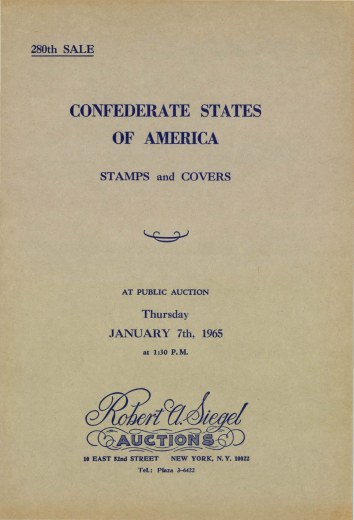 280th SALE
CONFEDERATE STATES
OF AMERICA
STAMPS and COVERS
AT PUBLIC AUCTION
Thursday
JANUARY 7th, 1965
at 1:30 P.M.
Robert A. Siegel
AUCTIONS
10 EAST 82nd STREET NEW YORK, N. Y. 10022
Tel.: Plaza 3-6422